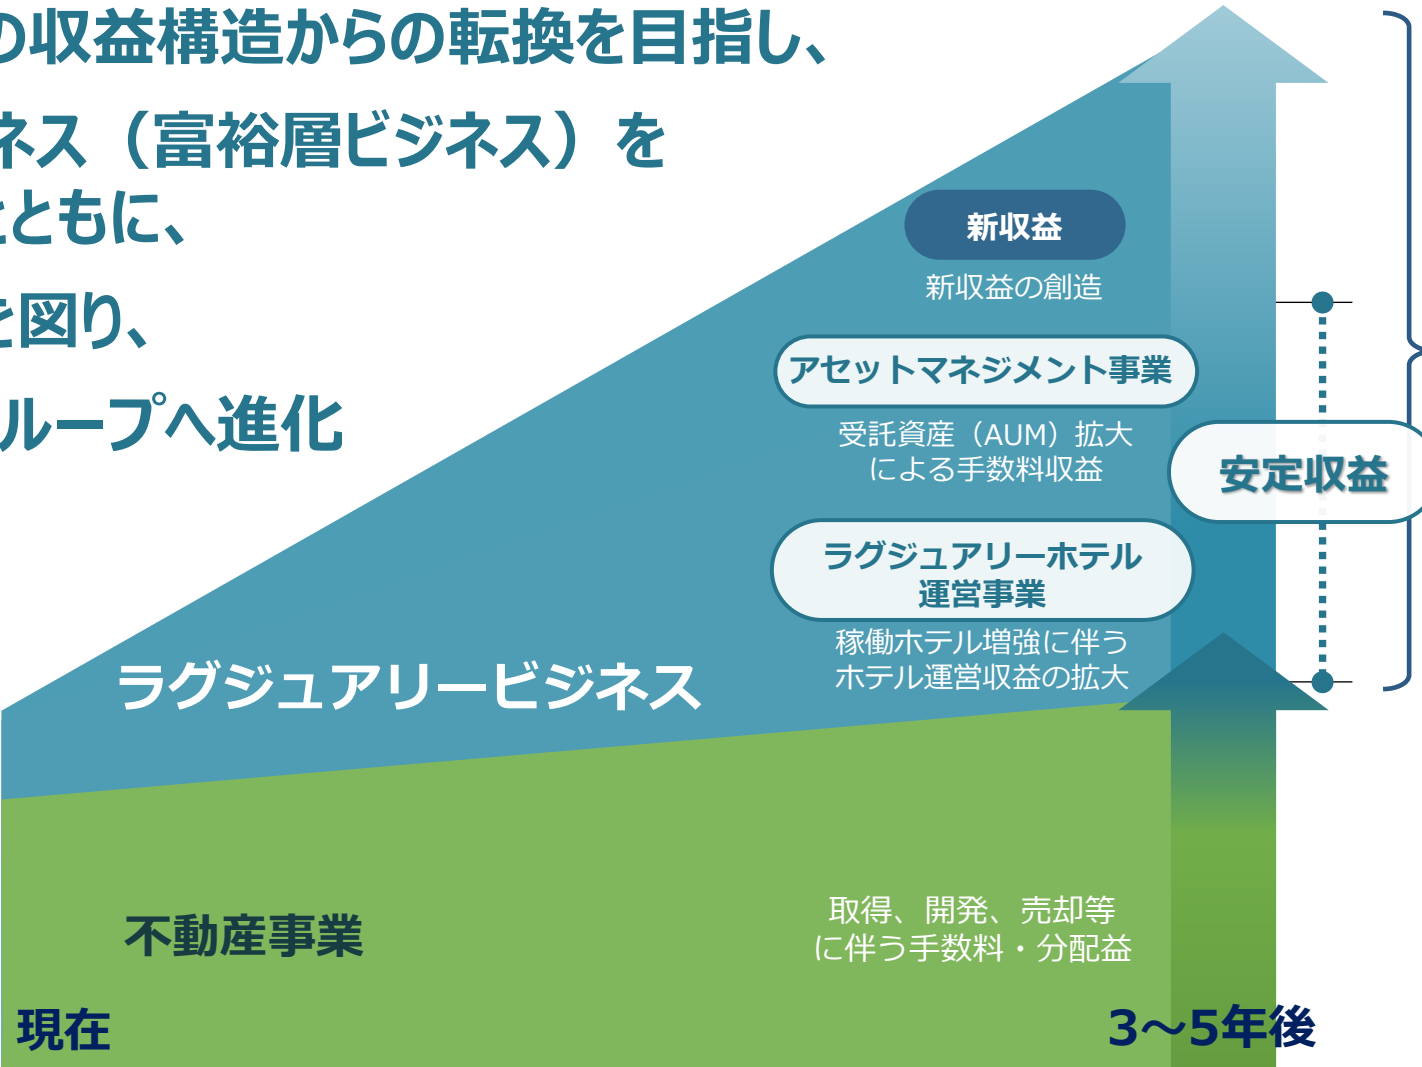 の収益構造からの転換を目指し、
ネス（富裕層ビジネス）を
とともに、
を図り、
ループへ進化
新収益
新収益の創造
アセットマネジメント事業
受託資産（AUM）拡大
による手数料収益
安定収益
ラグジュアリーホテル
運営事業
稼働ホテル増強に伴う
ホテル運営収益の拡大
ラグジュアリービジネス
不動産事業
取得、開発、売却等
に伴う手数料・分配益
現在
3～5年後